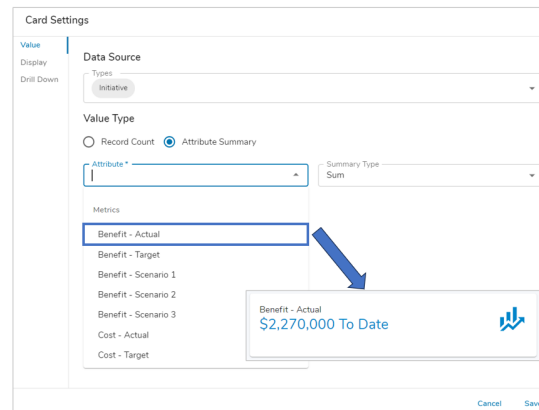 Card Settings
Value
Display
Drill Down
Data Source
Types
Initiative
Value Type
Record Count
Attribute Summary
Attribute *
Summary Type
Sum
Metrics
Benefit - Actual
Benefit - Target
Benefit - Scenario 1
Benefit - Scenario 2
Benefit - Scenario 3
Cost - Actual
Cost - Target
Benefit - Actual
$2,270,000 To Date
Cancel
Save